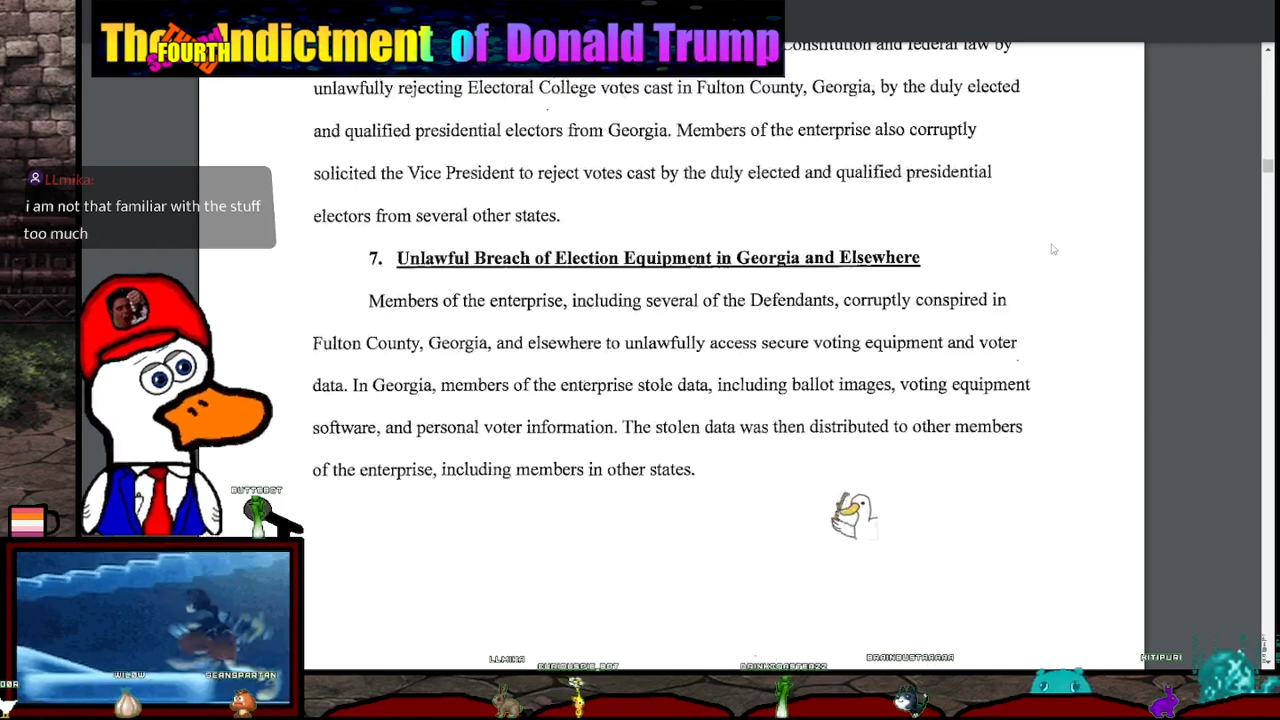 The FOURTH Indictment of Donald Trump
Constitution and federal law by
unlawfully rejecting Electoral College votes cast in Fulton County, Georgia, by the duly elected
and qualified presidential electors from Georgia. Members of the enterprise also corruptly
solicited the Vice President to reject votes cast by the duly elected and qualified presidential
electors from several other states.
LLmika:
i am not that familiar with the stuff
too much
7. Unlawful Breach of Election Equipment in Georgia and Elsewhere
Members of the enterprise, including several of the Defendants, corruptly conspired in
Fulton County, Georgia, and elsewhere to unlawfully access secure voting equipment and voter
data. In Georgia, members of the enterprise stole data, including ballot images, voting equipment
software, and personal voter information. The stolen data was then distributed to other members
of the enterprise, including members in other states.
BUTTBOT
LLMIKA
CURIOUSPIG_BOT
DRINKCOASTER22
BRAINBUSTAAAAA
KITIPURI
WILLW
SEANSPARTAN